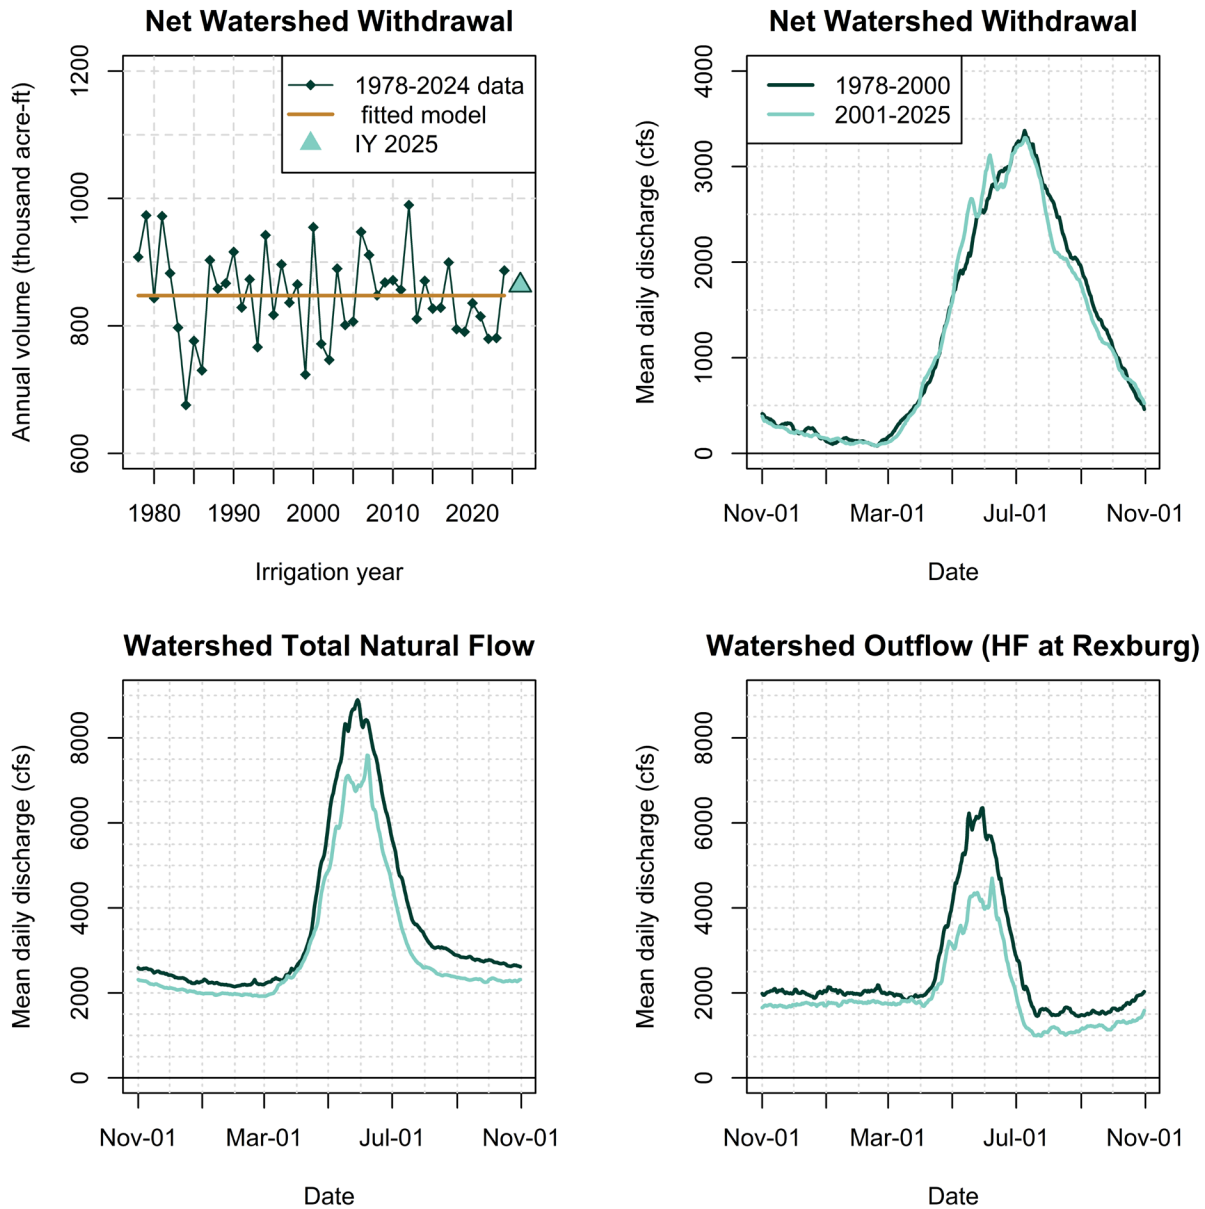 Net Watershed Withdrawal
Annual volume (thousand acre-ft)
1200
1000
800
600
1978-2024 data
fitted model
IY 2025
1980 1990 2000 2010 2020
Irrigation year
Net Watershed Withdrawal
Mean daily discharge (cfs)
4000
3000
2000
1000
0
1978-2000
2001-2025
Nov-01 Mar-01 Jul-01 Nov-01
Date
Watershed Total Natural Flow
Mean daily discharge (cfs)
8000
6000
4000
2000
0
Nov-01 Mar-01 Jul-01 Nov-01
Date
Watershed Outflow (HF at Rexburg)
Mean daily discharge (cfs)
8000
6000
4000
2000
0
Nov-01 Mar-01 Jul-01 Nov-01
Date